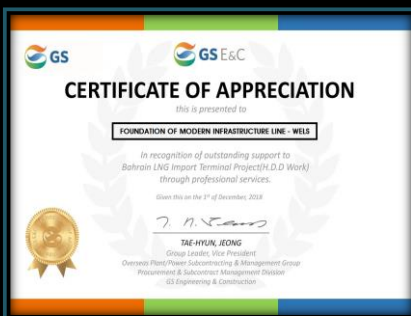 GS
GS E&C
CERTIFICATE OF APPRECIATION
this is presented to
FOUNDATION OF MODERN INFRASTRUCTURE LINE - WELS
In recognition of outstanding support to
Bahrain LNG Import Terminal Project(H.D.D Work)
through professional services.
Given this on the 1st of December, 2018
TAE-HYUN, JEONG
Group Leader, Vice President
Overseas Plant/Power Subcontracting & Management Group
Procurement & Subcontract Management Division
GS Engineering & Construction